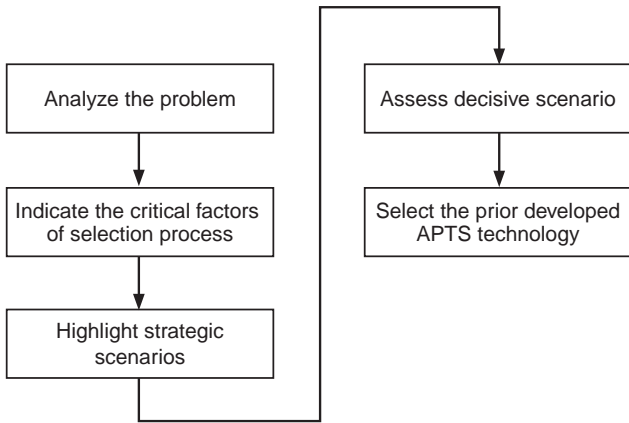 Analyze the problem
Indicate the critical factors
of selection process
Highlight strategic
scenarios
Assess decisive scenario
Select the prior developed
APTS technology